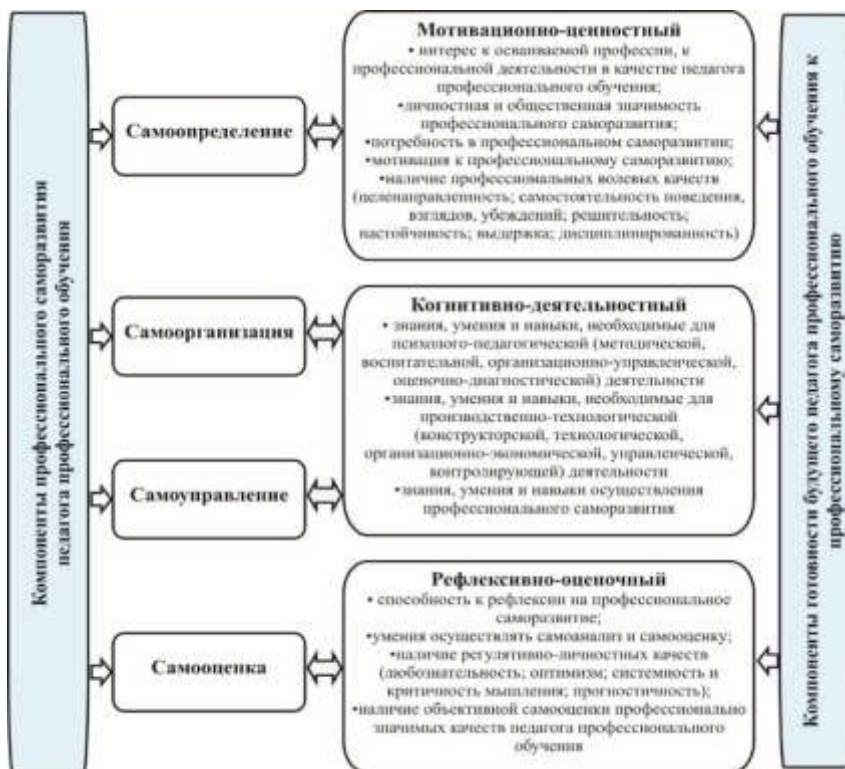 Компоненты профессионального саморазвития
педагога профессионального обучения
Самоопределение
Самоорганизация
Самоуправление
Самооценка
Мотивационно-ценностный
• интерес к осваиваемой профессии, к
профессиональной деятельности в качестве педагога
профессионального обучения;
•личностная и общественная значимость
профессионального саморазвития;
•потребность в профессиональном саморазвитии;
•мотивация к профессиональному саморазвитию;
•наличие профессиональных волевых качеств
(целенаправленность; самостоятельность поведения,
взглядов, убеждений; решительность;
настойчивость; выдержка; дисциплинированность)
Когнитивно-деятельностный
• знания, умения и навыки, необходимые для
психолого-педагогической (методической,
воспитательной, организационно-управленческой,
оценочно-диагностической) деятельности
•знания, умения и навыки, необходимые для
производственно-технологической
(конструкторской, технологической,
организационно-экономической, управленческой,
контролирующей) деятельности
•знания, умения и навыки осуществления
профессионального саморазвития
Рефлексивно-оценочный
• способность к рефлексии на профессиональное
саморазвитие;
•умения осуществлять самоанализ и самооценку;
•наличие регулятивно-личностных качеств
(любознательность; оптимизм; системность и
критичность мышления; прогностичность);
•наличие объективной самооценки профессионально
значимых качеств педагога профессионального
обучения
Компоненты готовности будущего педагога профессионального обучения к
профессиональному саморазвитию